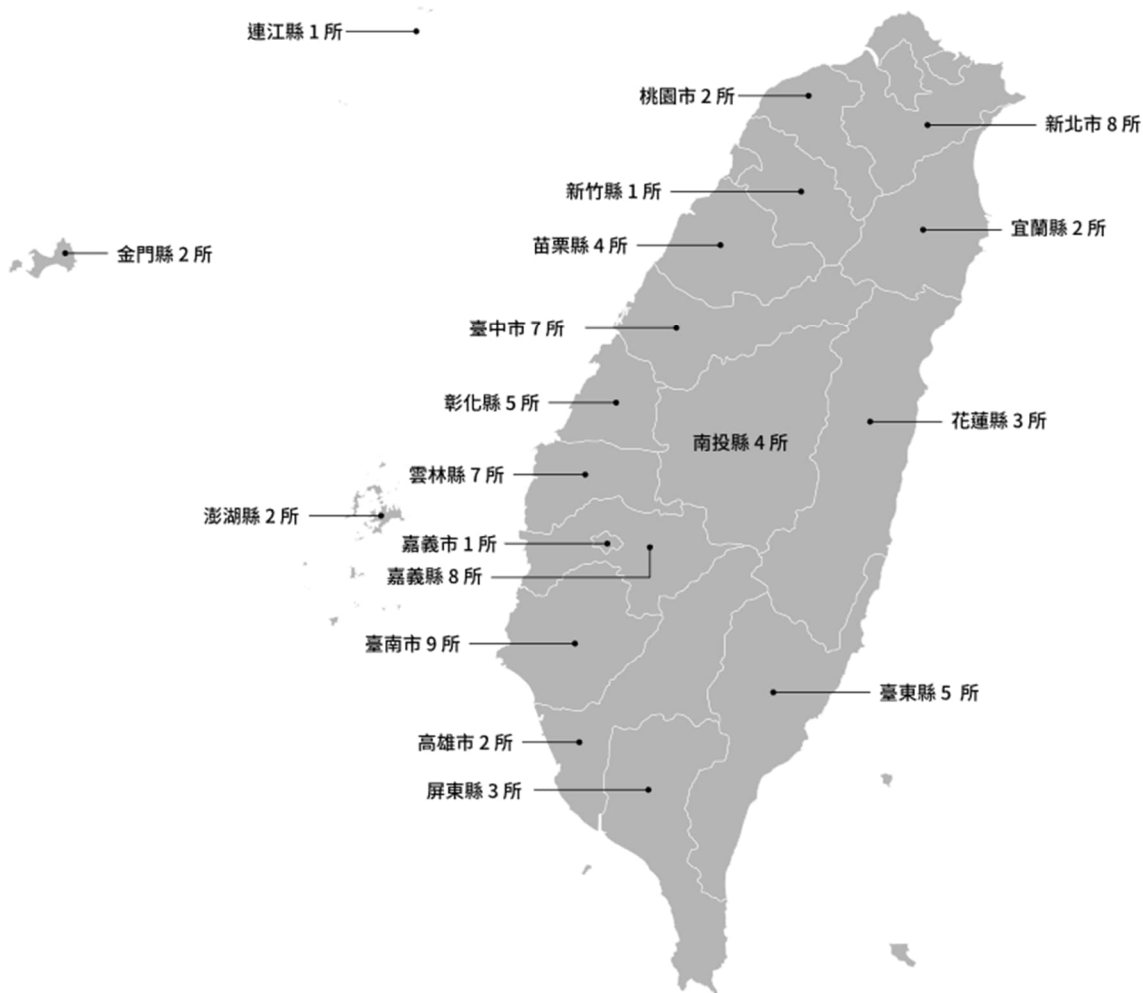 連江縣 1 所
桃園市 2 所
新北市 8 所
新竹縣 1 所
宜蘭縣 2 所
苗栗縣 4 所
金門縣 2 所
臺中市 7 所
彰化縣 5 所
花蓮縣 3 所
南投縣 4 所
雲林縣 7 所
澎湖縣 2 所
嘉義市 1 所
嘉義縣 8 所
臺南市 9 所
臺東縣 5 所
高雄市 2 所
屏東縣 3 所